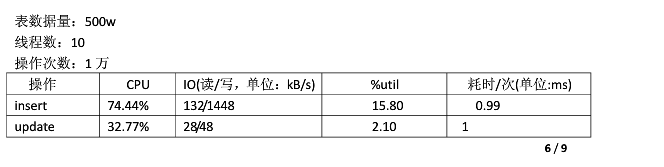 表数据量：500w
线程数：10
操作次数：1 万
操作 CPU IO(读/写，单位：kB/s) %util 耗时/次(单位:ms)
insert 74.44% 132/1448 15.80 0.99
update 32.77% 28/48 2.10 1
6 / 9